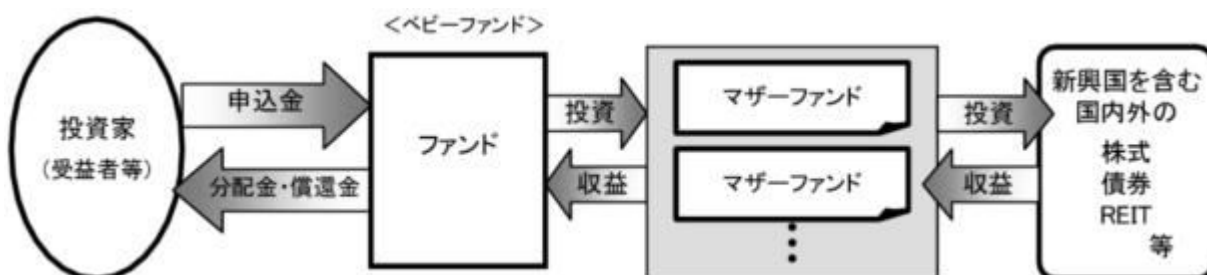 <ベビーファンド>
投資家
(受益者等)
申込金
分配金・償還金
ファンド
投資
収益
マザーファンド
マザーファンド
投資
収益
新興国を含む
国内外の
株式
債券
REIT
等